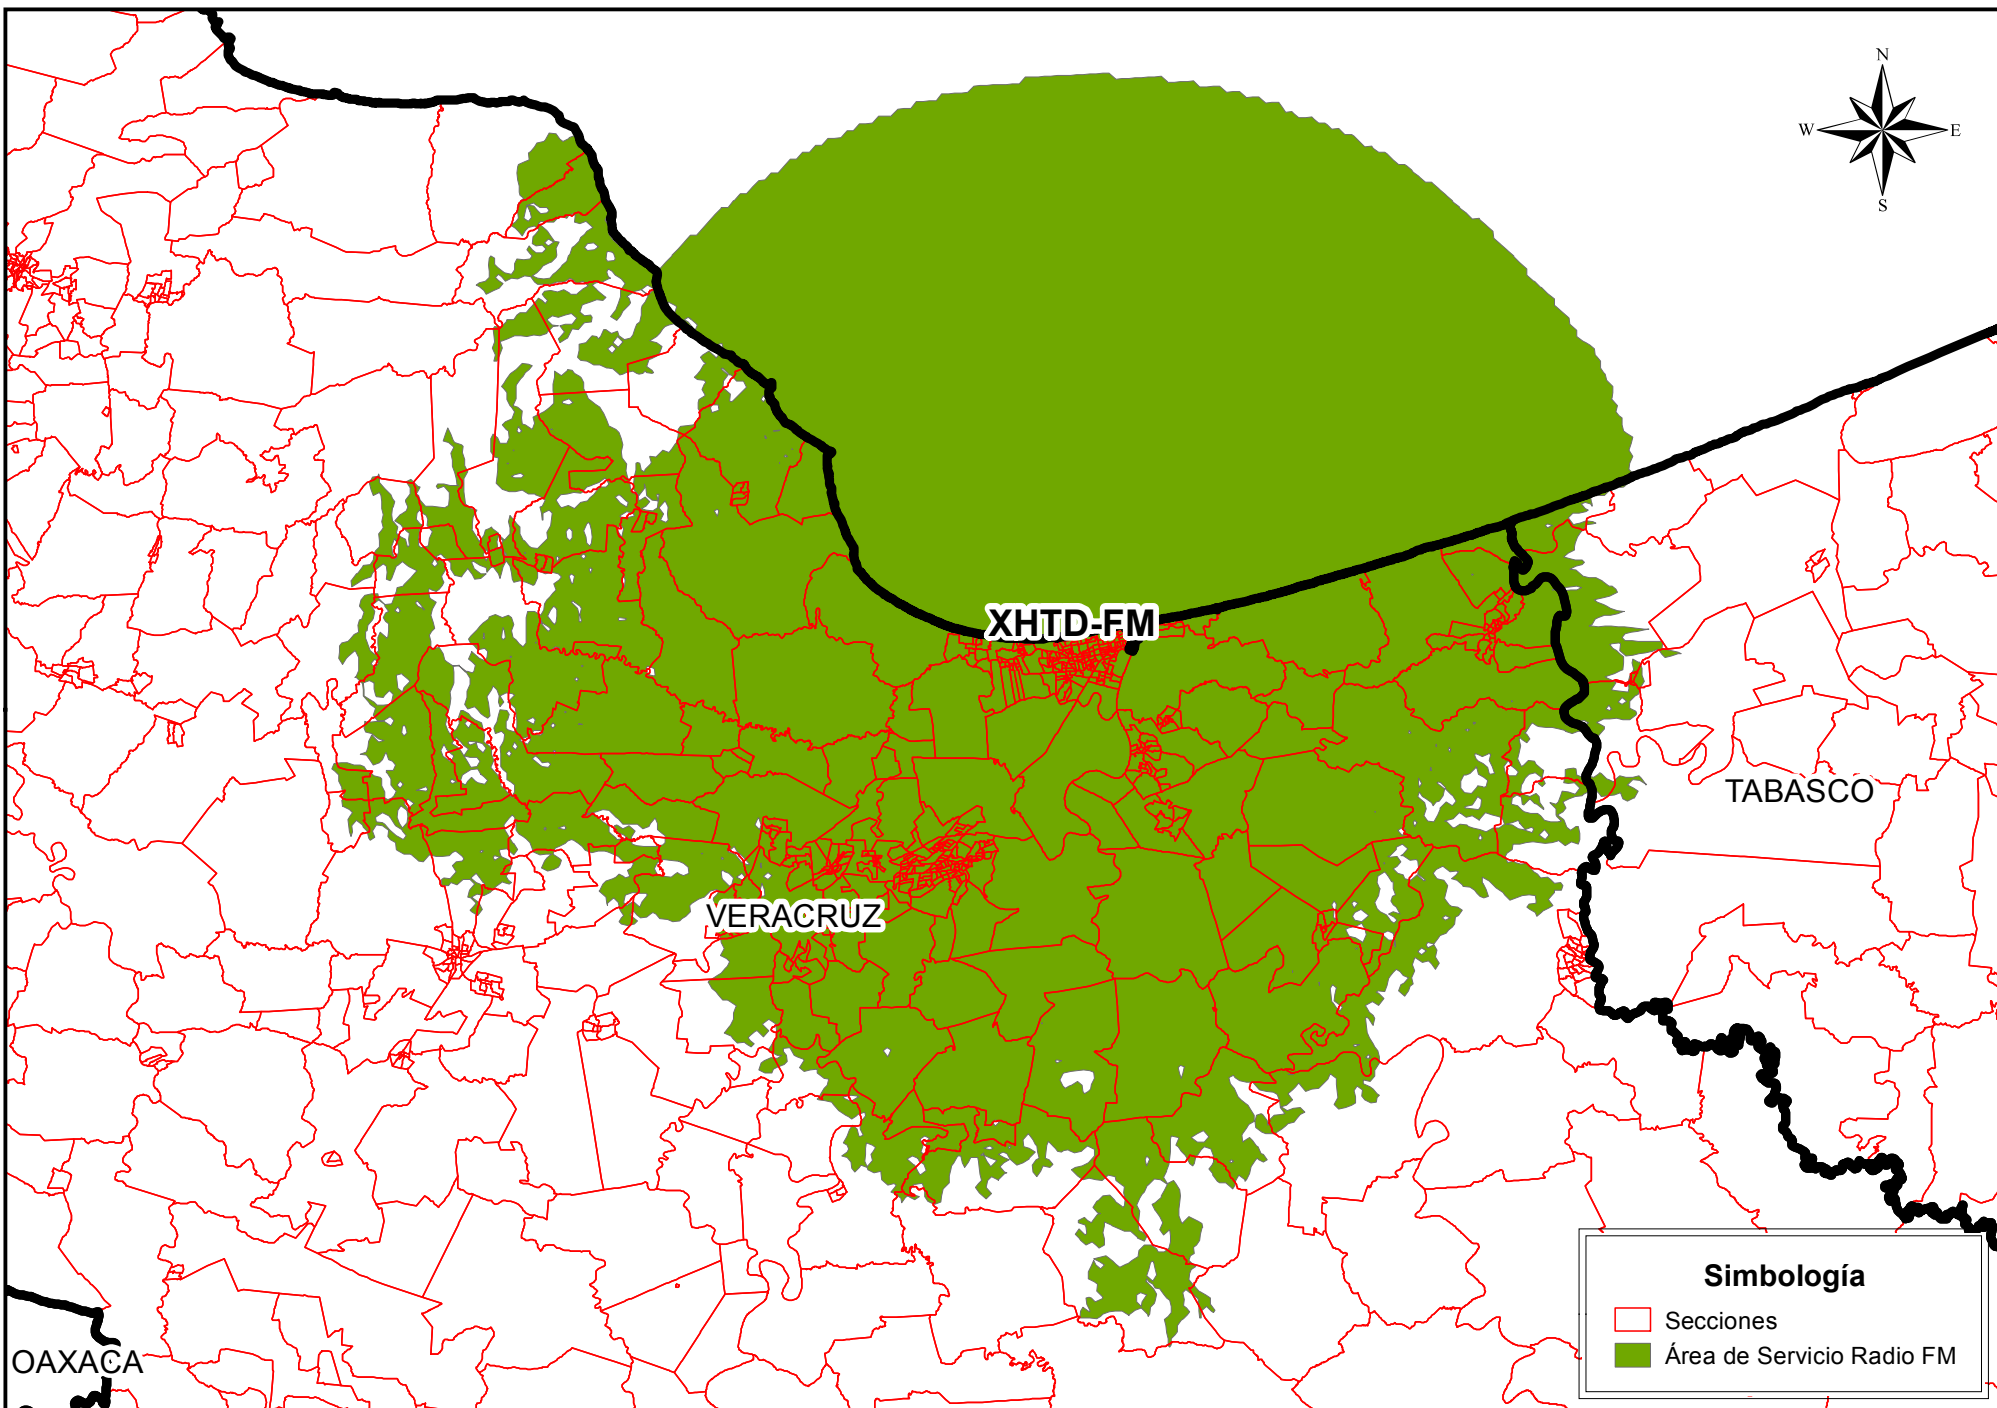 N
W E
S
XHTD-FM
TABASCO
VERACRUZ
OAXACA
Simbología
Secciones
Área de Servicio Radio FM